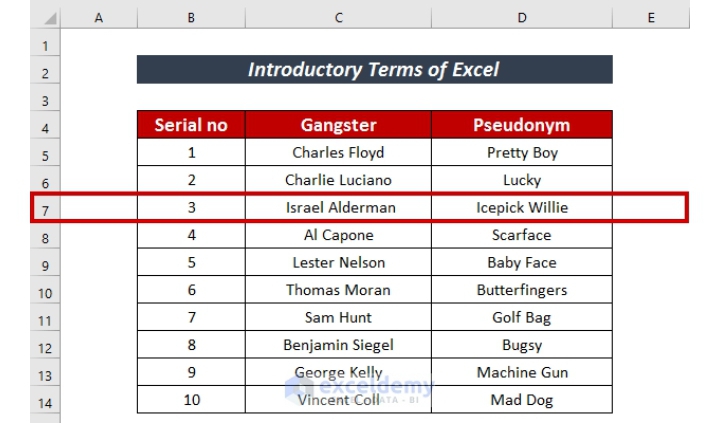 A B C D E
1
2 Introductory Terms of Excel
3
4 Serial no Gangster Pseudonym
5 1 Charles Floyd Pretty Boy
6 2 Charlie Luciano Lucky
7 3 Israel Alderman Icepick Willie
8 4 Al Capone Scarface
9 5 Lester Nelson Baby Face
10 6 Thomas Moran Butterfingers
11 7 Sam Hunt Golf Bag
12 8 Benjamin Siegel Bugsy
13 9 George Kelly Machine Gun
exceldemy
14 10 Vincent Coll Mad Dog
DATA - BI